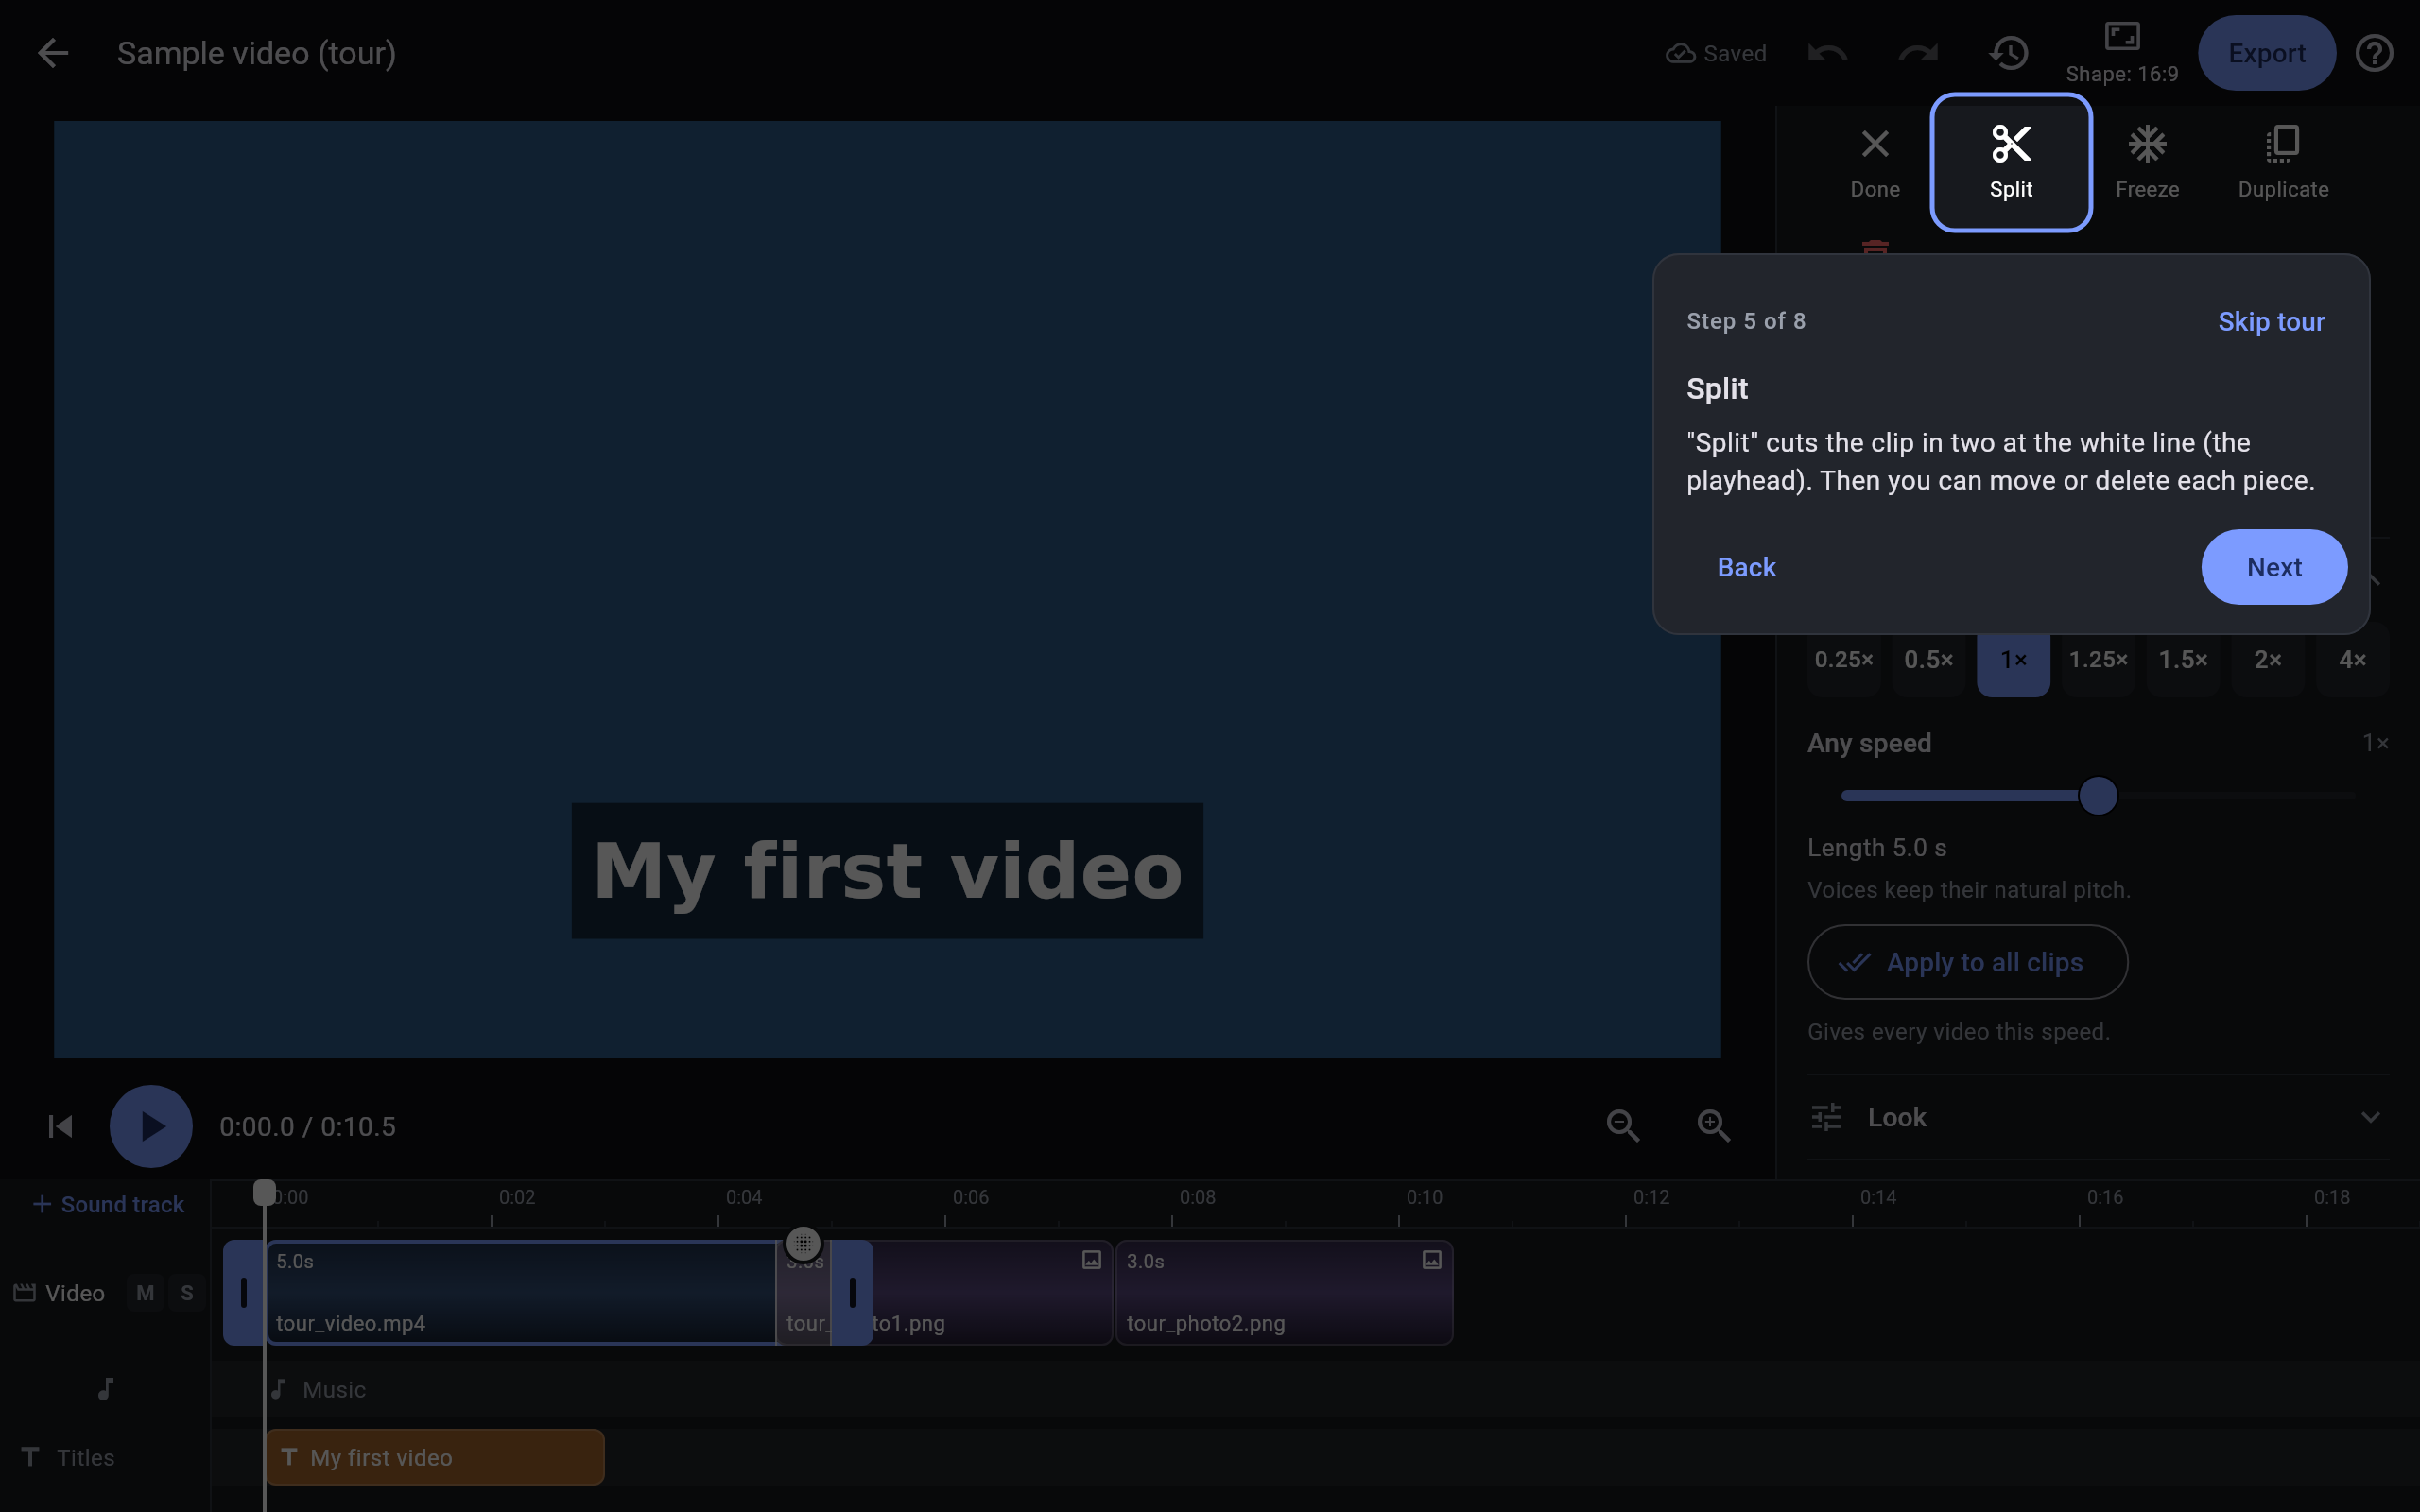 Sample video (tour)
Saved
Shape: 16:9
Export
Done
Split
Freeze
Duplicate
Step 5 of 8
Skip tour
Split
"Split" cuts the clip in two at the white line (the
playhead). Then you can move or delete each piece.
Back
Next
0.25× 0.5× 1× 1.25× 1.5× 2× 4×
Any speed 1×
Length 5.0 s
Voices keep their natural pitch.
Apply to all clips
Gives every video this speed.
Look
My first video
0:00.0 / 0:10.5
+ Sound track
0:00 0:02 0:04 0:06 0:08 0:10 0:12 0:14 0:16 0:18
Video M S
5.0s
tour_video.mp4
3.0s
tour_ to1.png
3.0s
tour_photo2.png
Music
Titles
My first video